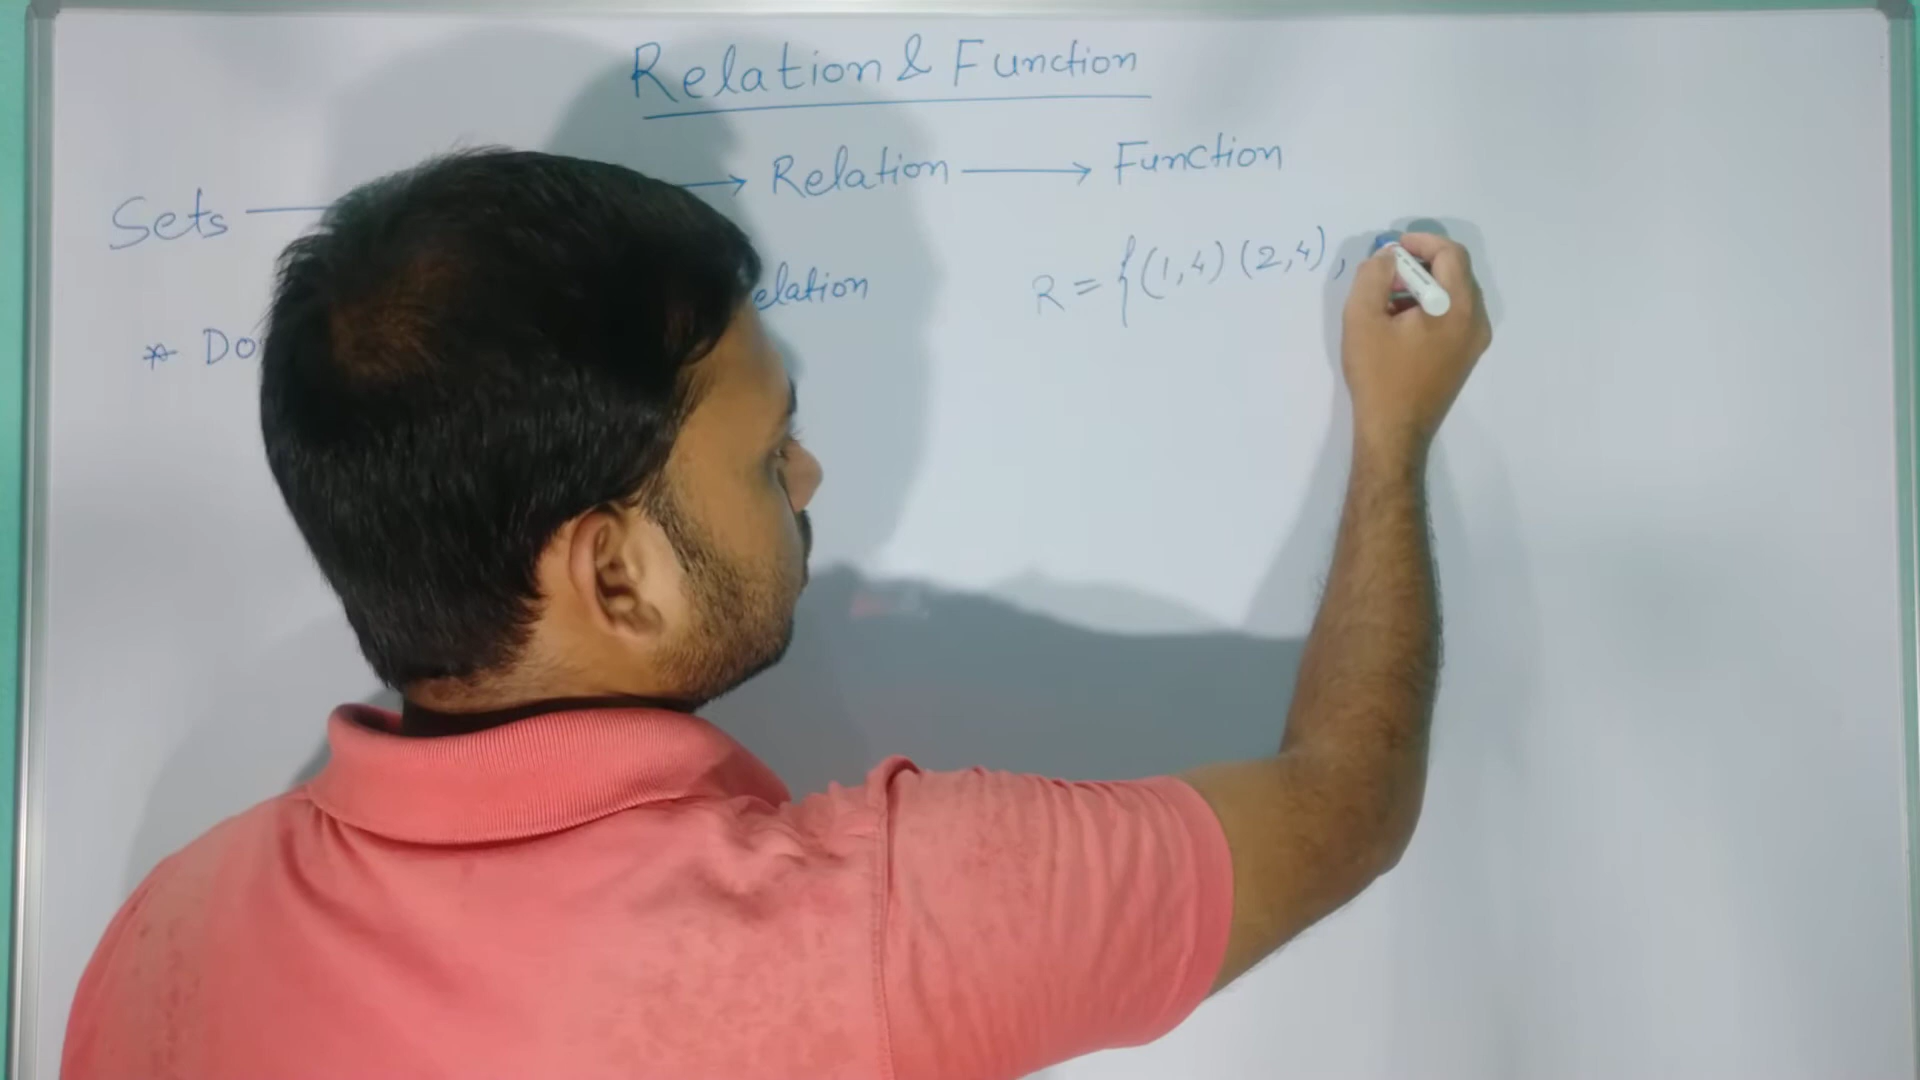 Relation & Function
Sets → Relation → Function
elation
R = {(1,4) (2,4),
* Do